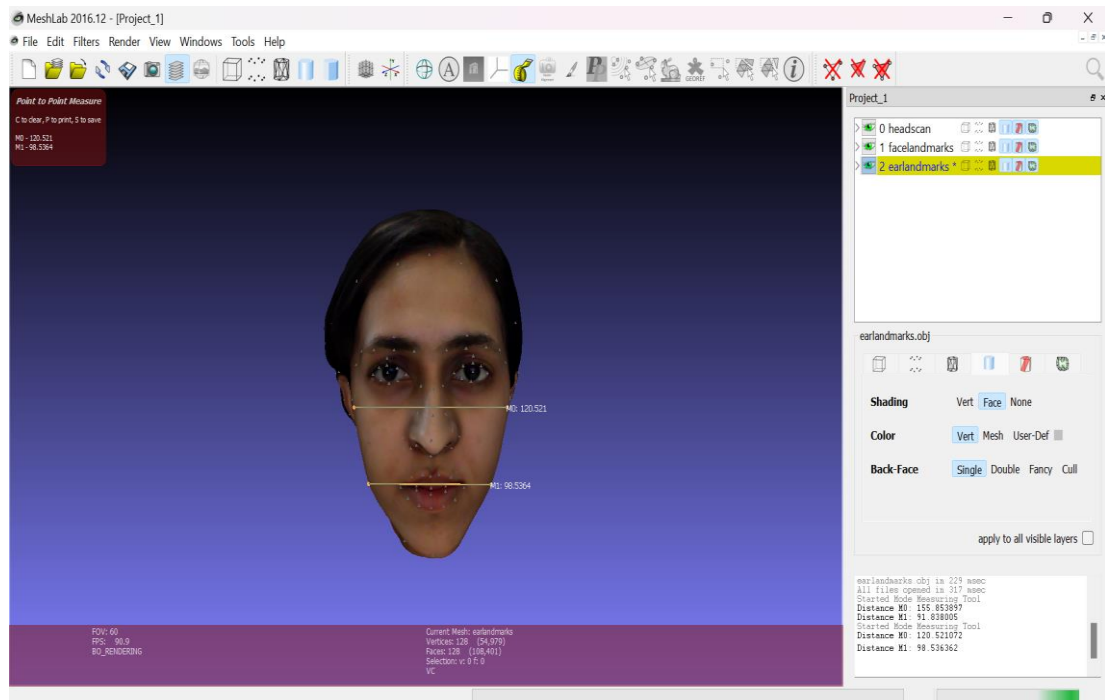 MeshLab 2016.12 - [Project_1]
File Edit Filters Render View Windows Tools Help
A
i
GEOREF
Point to Point Measure
C to clear, P to print, S to save
M0 - 120.521
M1 - 98.5364
M0: 120.521
M1: 98.5364
FOV: 60
FPS: 90.9
BO_RENDERING
Current Mesh: earlandmarks
Vertices: 128 (54,979)
Faces: 128 (108,401)
Selection: v: 0 f: 0
VC
Project_1
0 headscan
1 facelandmarks
2 earlandmarks *
earlandmarks.obj
Shading Vert Face None
Color Vert Mesh User-Def
Back-Face Single Double Fancy Cull
apply to all visible layers
earlandmarks.obj in 229 msec
All files opened in 317 msec
Started Mode Measuring Tool
Distance M0: 155.853897
Distance M1: 91.838005
Started Mode Measuring Tool
Distance M0: 120.521072
Distance M1: 98.536362